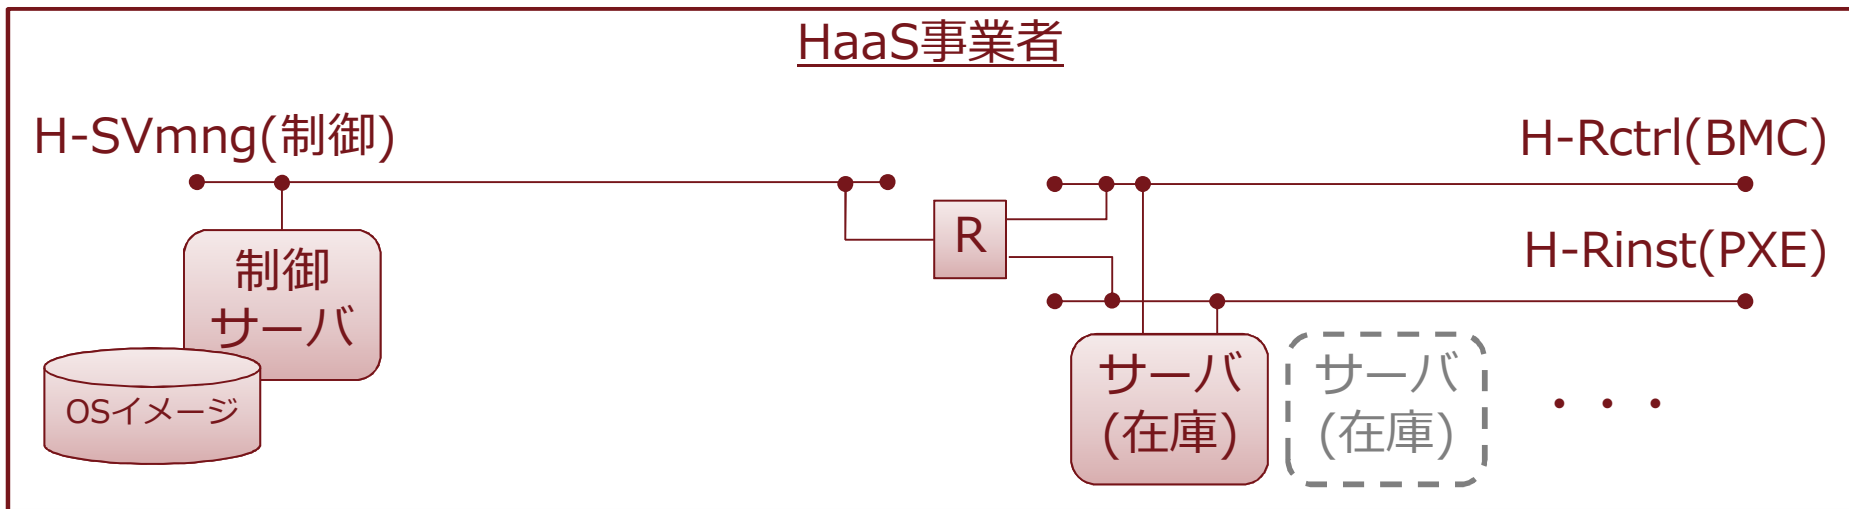 HaaS事業者
H-SVmng(制御)
H-Rctrl(BMC)
R
H-Rinst(PXE)
制御
サーバ
OSイメージ
サーバ
(在庫)
サーバ
(在庫)
・・・